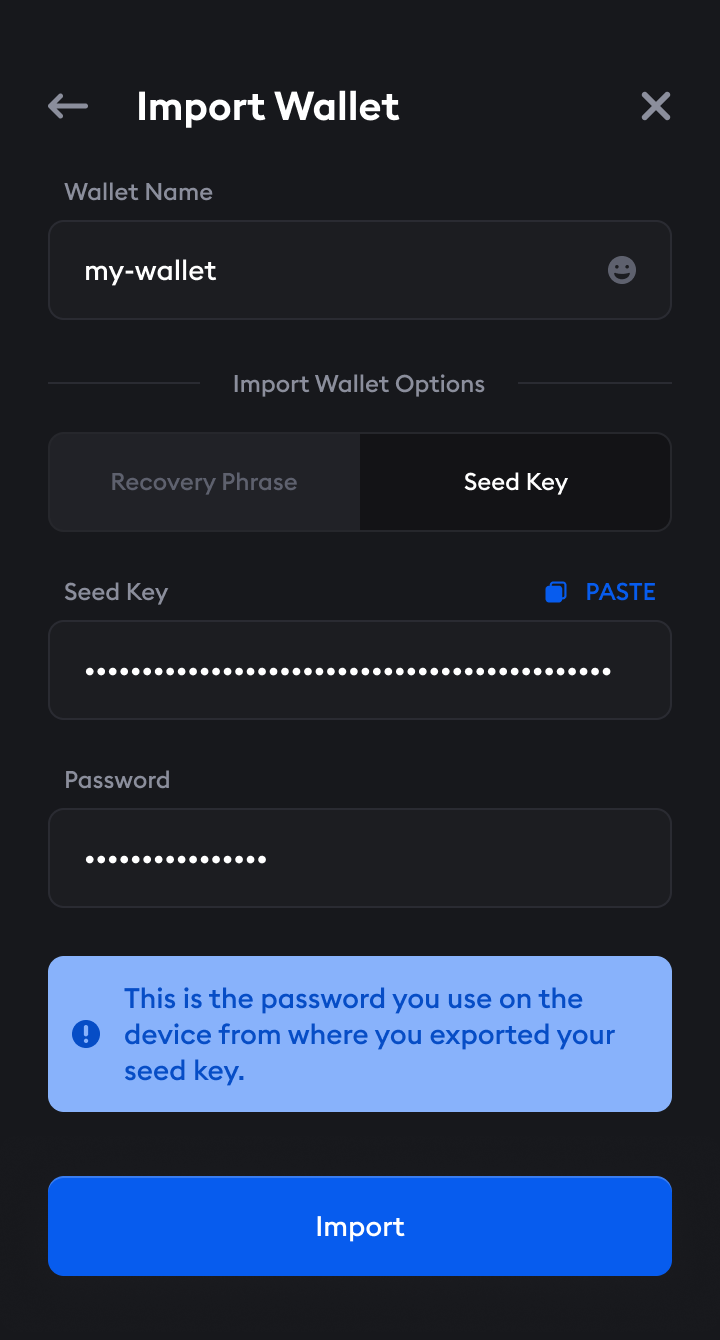 Import Wallet
Wallet Name
my-wallet
Import Wallet Options
Recovery Phrase
Seed Key
Seed Key
PASTE
Password
This is the password you use on the
device from where you exported your
seed key.
Import